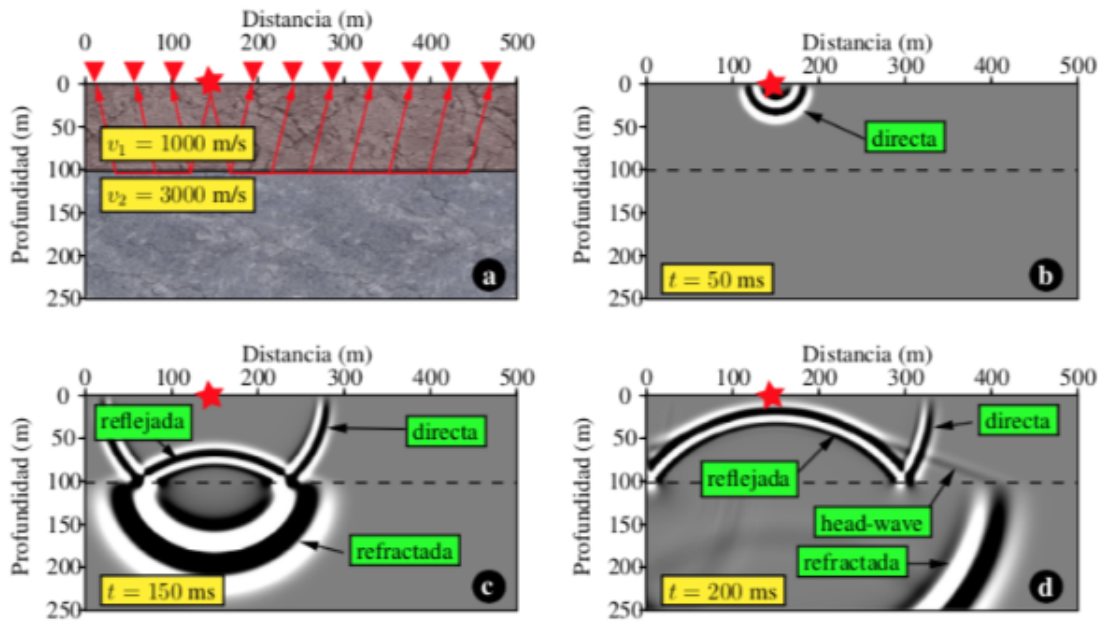 Distancia (m)
0 100 200 300 400 500
Profundidad (m)
0
50
100
150
200
250
v₁ = 1000 m/s
v₂ = 3000 m/s
a
Distancia (m)
0 100 200 300 400 500
Profundidad (m)
0
50
100
150
200
250
directa
t = 50 ms
b
Distancia (m)
0 100 200 300 400 500
Profundidad (m)
0
50
100
150
200
250
reflejada
directa
refractada
t = 150 ms
c
Distancia (m)
0 100 200 300 400 500
Profundidad (m)
0
50
100
150
200
250
directa
reflejada
head-wave
refractada
t = 200 ms
d